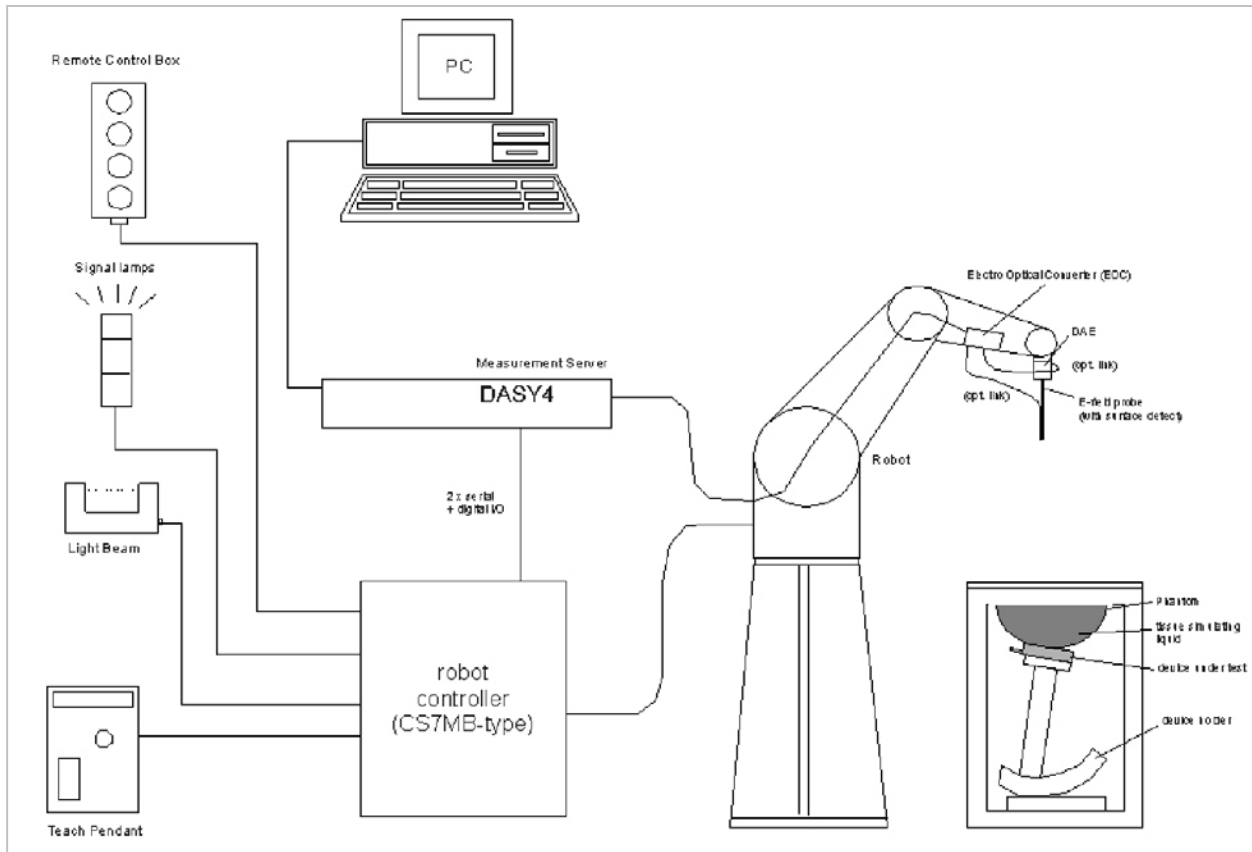 Remote Control Box
PC
Signal lamps
Electro Optical Converter (EOC)
DAE
(opt. link)
Measurement Server
DASY4
(opt. link)
E-field probe
(with surface detect)
Robot
2 x serial
+ digital I/O
Light Beam
Phantom
tissue simulating
liquid
device under test
robot
controller
(CS7MB-type)
device holder
Teach Pendant